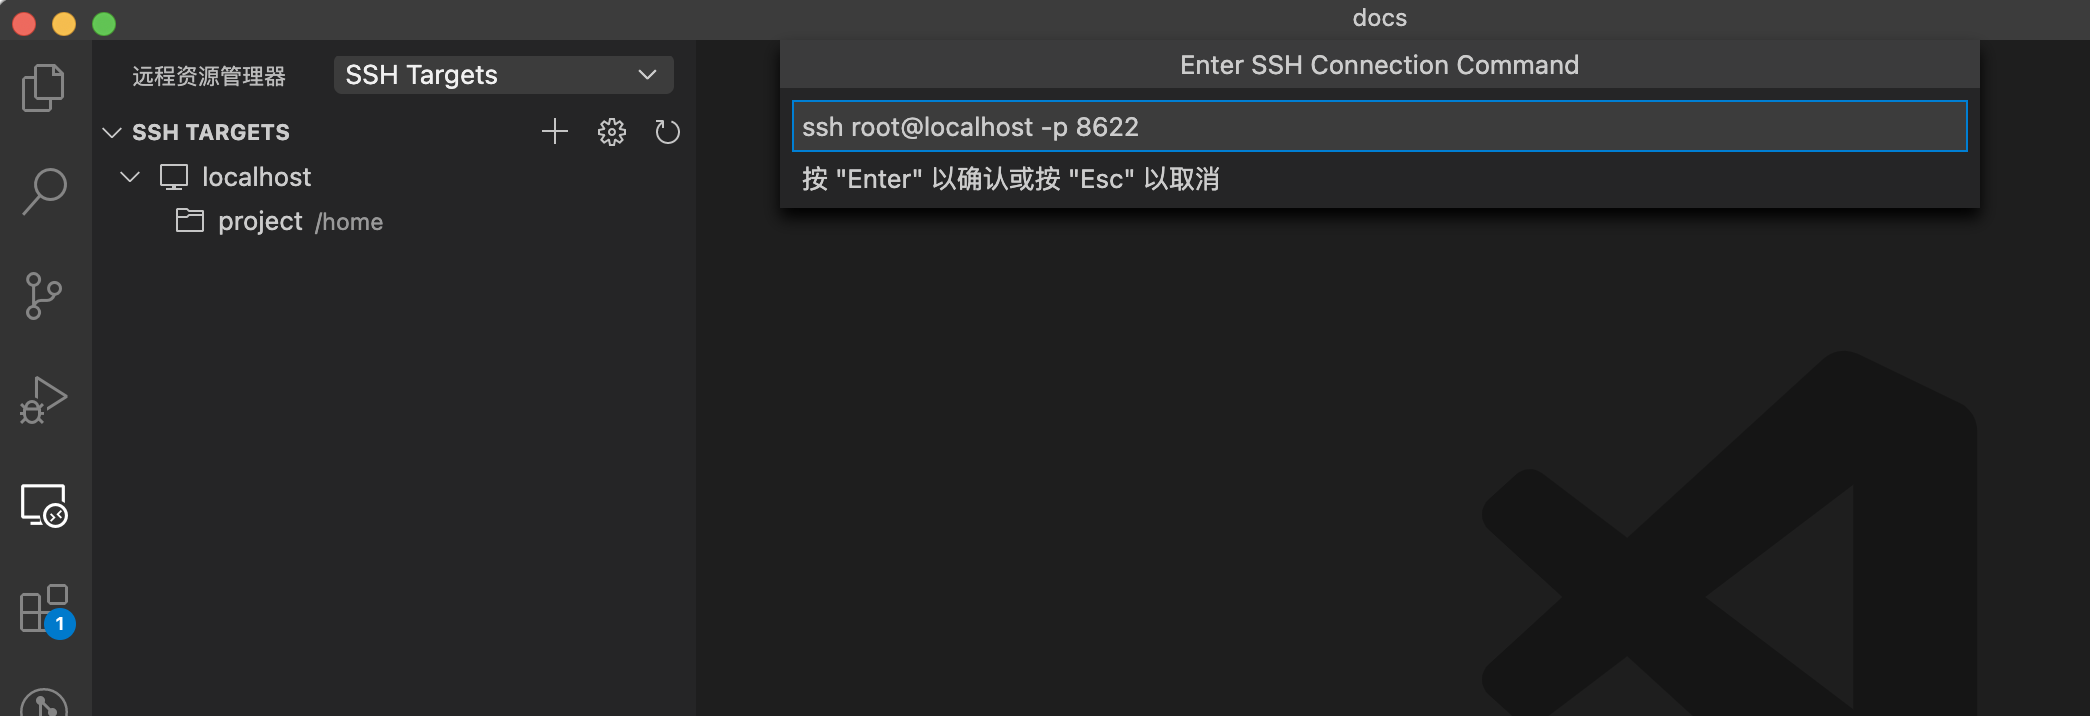 docs
远程资源管理器
SSH Targets
SSH TARGETS
localhost
project /home
1
Enter SSH Connection Command
ssh root@localhost -p 8622
按 "Enter" 以确认或按 "Esc" 以取消